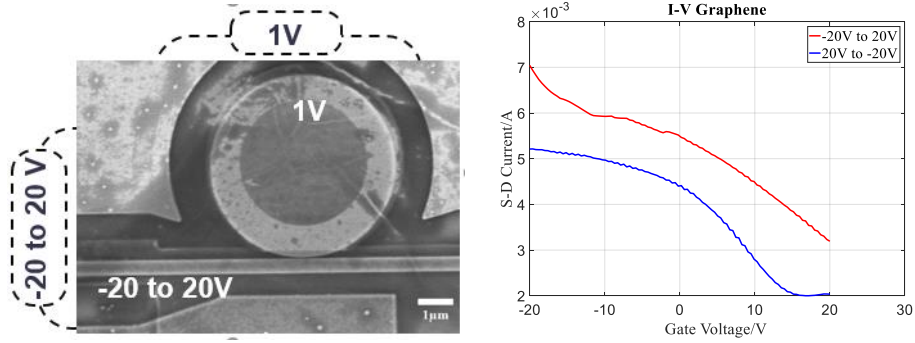 1V
1V
-20 to 20 V
-20 to 20V
1µm
I-V Graphene
×10⁻³
-20V to 20V
20V to -20V
S-D Current/A
8
7
6
5
4
3
2
-20
-10
0
10
20
30
Gate Voltage/V